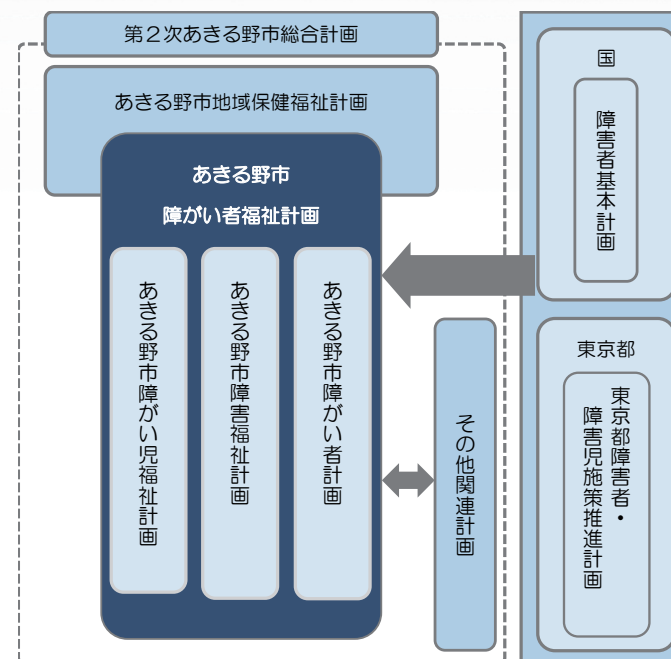 第２次あきる野市総合計画
あきる野市地域保健福祉計画
あきる野市
障がい者福祉計画
あきる野市障がい者計画
あきる野市障害福祉計画
あきる野市障がい児福祉計画
その他関連計画
国
障害者基本計画
東京都
東京都障害者・
障害児施策推進計画